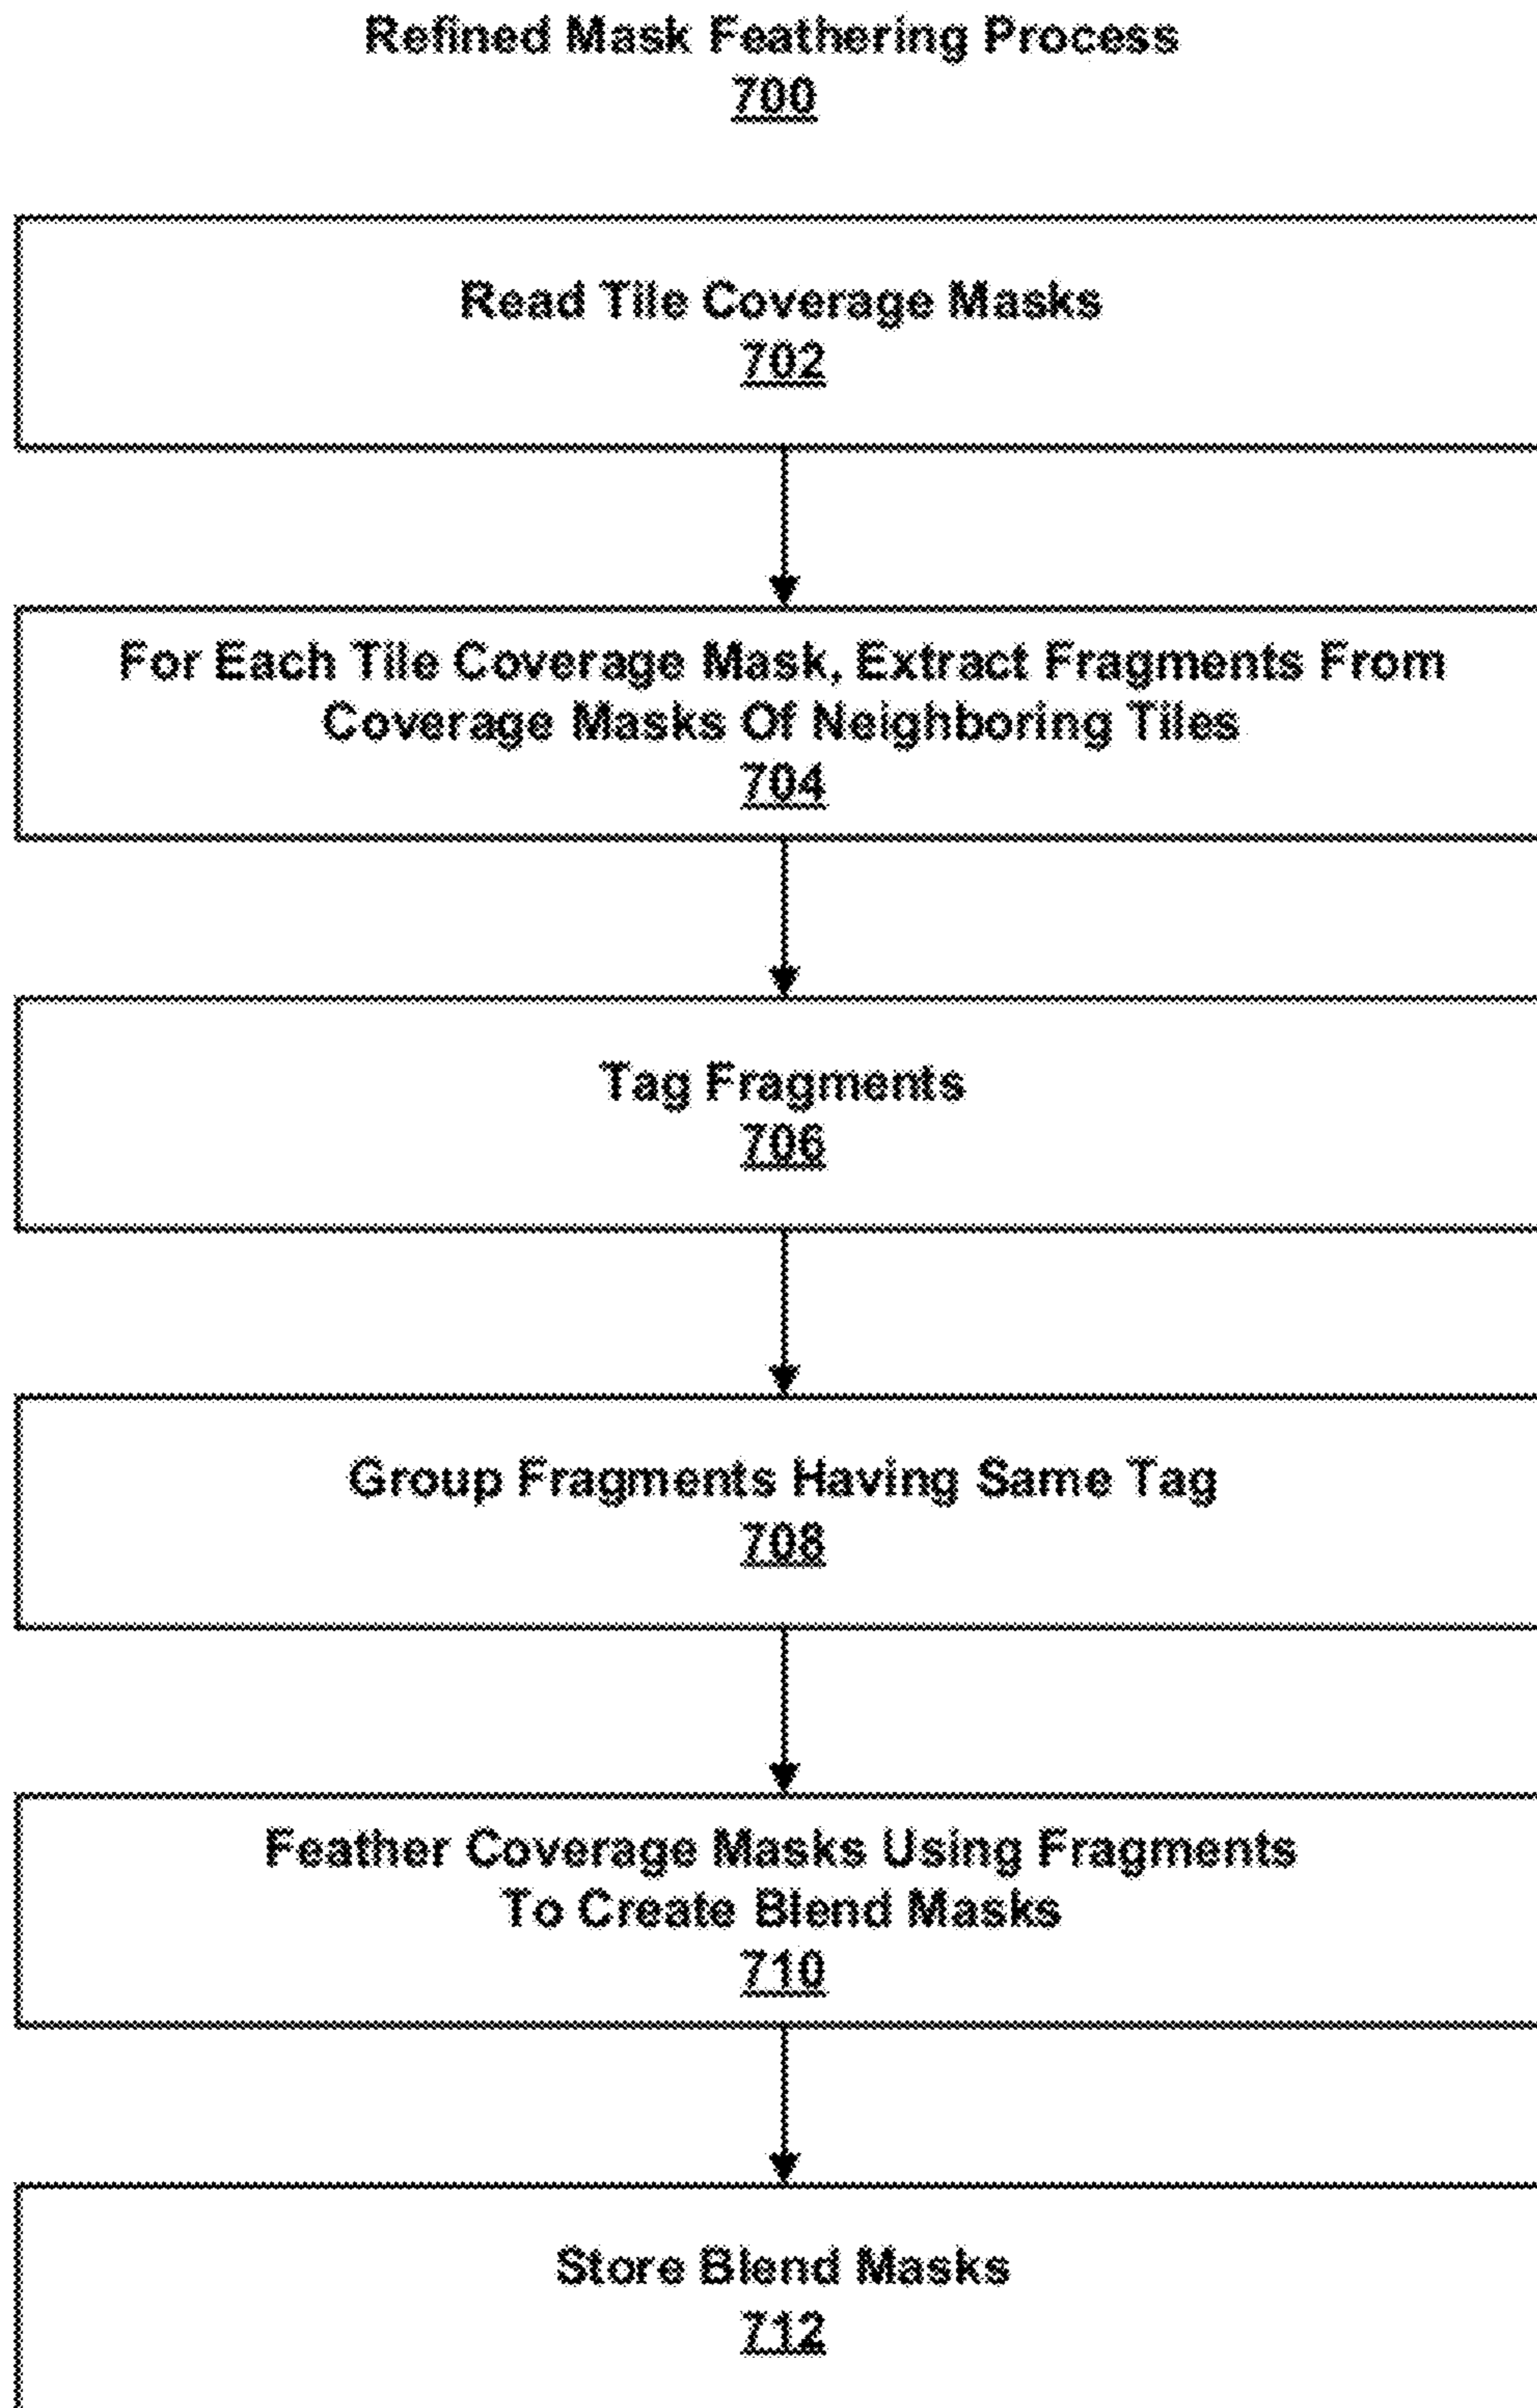 Refined Mask Feathering Process
700
Read Tile Coverage Masks
702
For Each Tile Coverage Mask, Extract Fragments From
Coverage Masks Of Neighboring Tiles
704
Tag Fragments
706
Group Fragments Having Same Tag
708
Feather Coverage Masks Using Fragments
To Create Blend Masks
710
Store Blend Masks
712